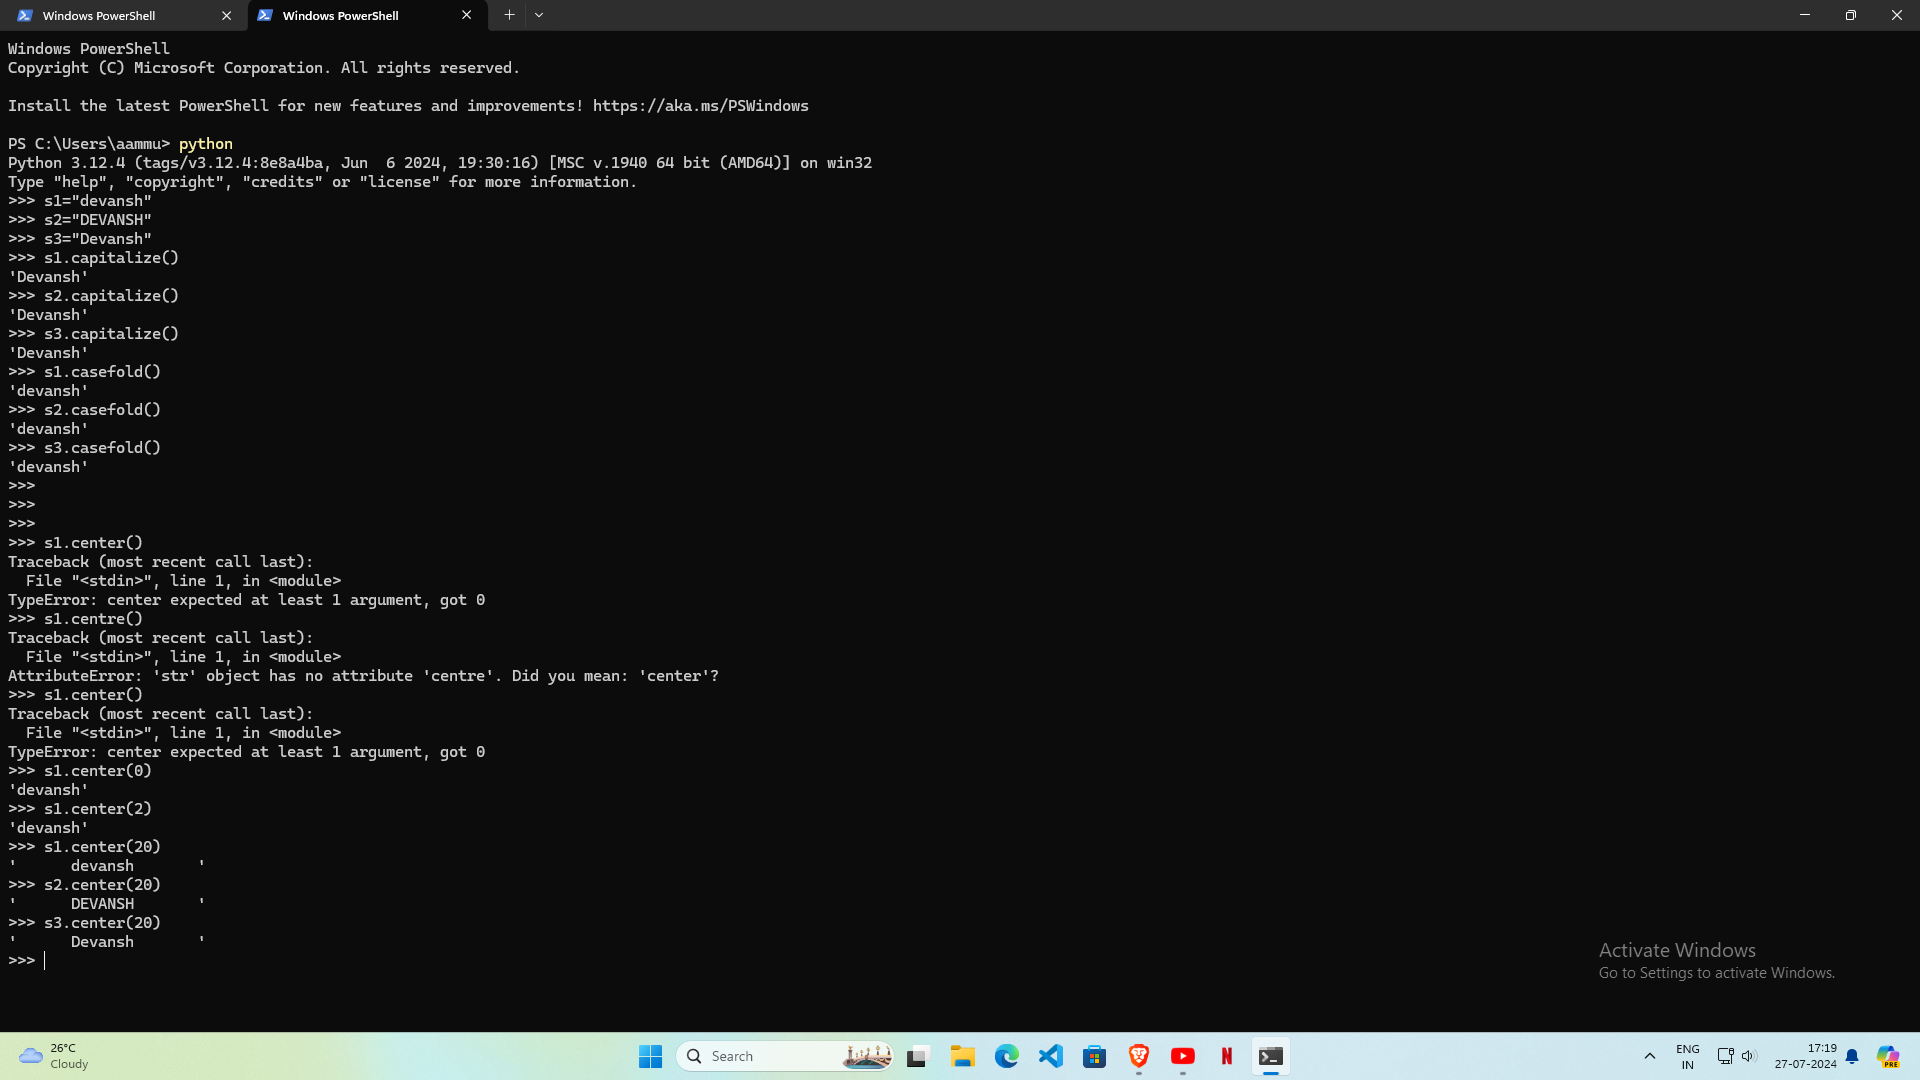 Windows PowerShell
Windows PowerShell
Windows PowerShell
Copyright (C) Microsoft Corporation. All rights reserved.
Install the latest PowerShell for new features and improvements! https://aka.ms/PSWindows
PS C:\Users\aammu> python
Python 3.12.4 (tags/v3.12.4:8e8a4ba, Jun  6 2024, 19:30:16) [MSC v.1940 64 bit (AMD64)] on win32
Type "help", "copyright", "credits" or "license" for more information.
>>> s1="devansh"
>>> s2="DEVANSH"
>>> s3="Devansh"
>>> s1.capitalize()
'Devansh'
>>> s2.capitalize()
'Devansh'
>>> s3.capitalize()
'Devansh'
>>> s1.casefold()
'devansh'
>>> s2.casefold()
'devansh'
>>> s3.casefold()
'devansh'
>>>
>>>
>>>
>>> s1.center()
Traceback (most recent call last):
  File "<stdin>", line 1, in <module>
TypeError: center expected at least 1 argument, got 0
>>> s1.centre()
Traceback (most recent call last):
  File "<stdin>", line 1, in <module>
AttributeError: 'str' object has no attribute 'centre'. Did you mean: 'center'?
>>> s1.center()
Traceback (most recent call last):
  File "<stdin>", line 1, in <module>
TypeError: center expected at least 1 argument, got 0
>>> s1.center(0)
'devansh'
>>> s1.center(2)
'devansh'
>>> s1.center(20)
'      devansh       '
>>> s2.center(20)
'      DEVANSH       '
>>> s3.center(20)
'      Devansh       '
>>>
Activate Windows
Go to Settings to activate Windows.
26°C
Cloudy
Search
ENG
IN
17:19
27-07-2024
PRE